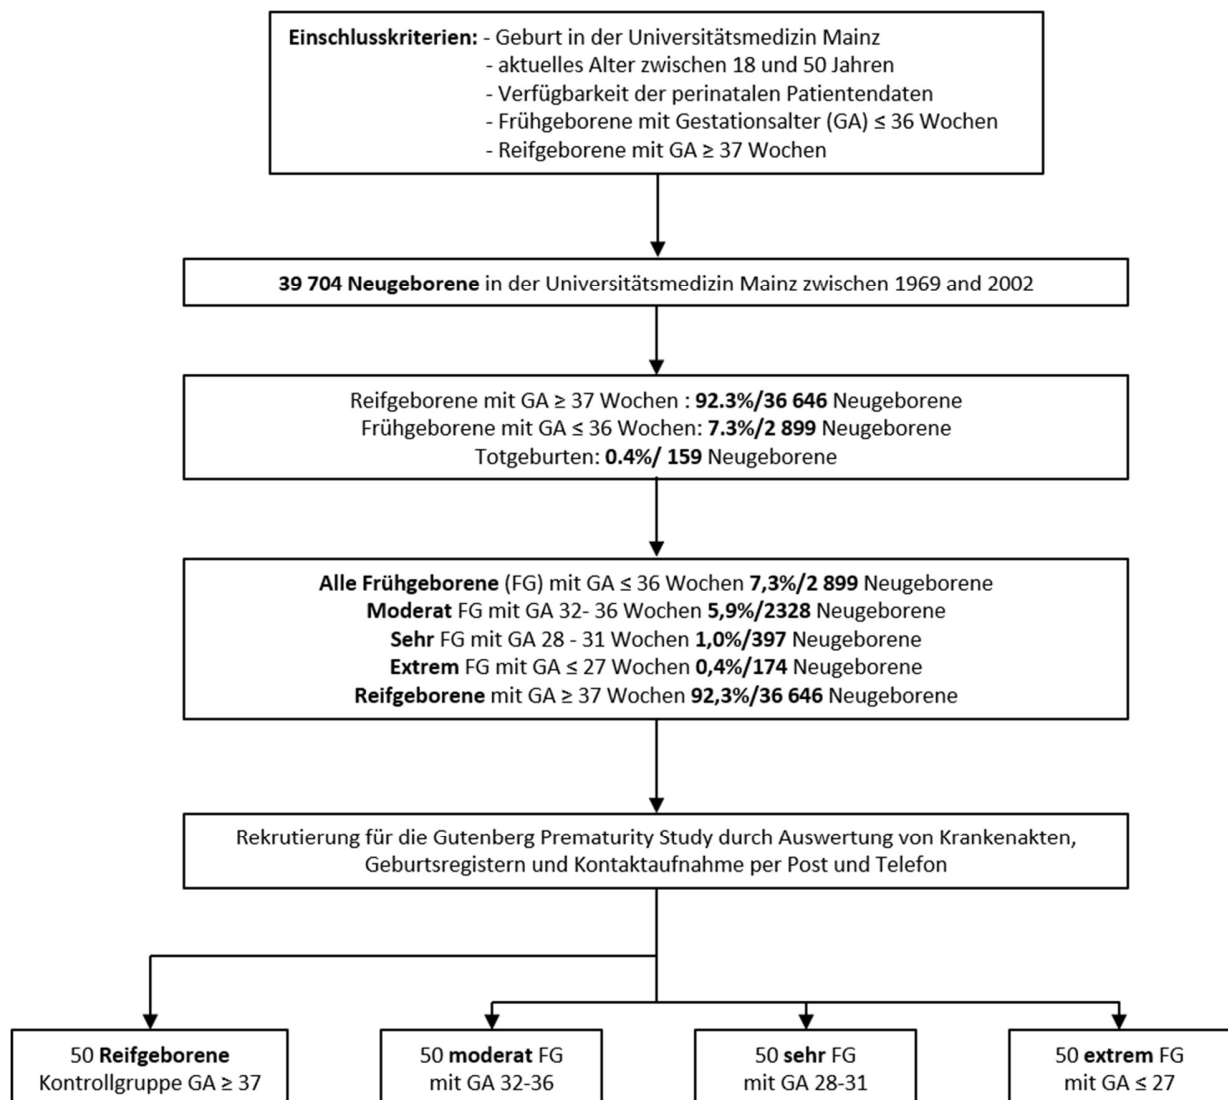 Einschlusskriterien: - Geburt in der Universitätsmedizin Mainz
- aktuelles Alter zwischen 18 und 50 Jahren
- Verfügbarkeit der perinatalen Patientendaten
- Frühgeborene mit Gestationsalter (GA) ≤ 36 Wochen
- Reifgeborene mit GA ≥ 37 Wochen
39 704 Neugeborene in der Universitätsmedizin Mainz zwischen 1969 and 2002
Reifgeborene mit GA ≥ 37 Wochen : 92.3%/36 646 Neugeborene
Frühgeborene mit GA ≤ 36 Wochen: 7.3%/2 899 Neugeborene
Totgeburten: 0.4%/ 159 Neugeborene
Alle Frühgeborene (FG) mit GA ≤ 36 Wochen 7,3%/2 899 Neugeborene
Moderat FG mit GA 32- 36 Wochen 5,9%/2328 Neugeborene
Sehr FG mit GA 28 - 31 Wochen 1,0%/397 Neugeborene
Extrem FG mit GA ≤ 27 Wochen 0,4%/174 Neugeborene
Reifgeborene mit GA ≥ 37 Wochen 92,3%/36 646 Neugeborene
Rekrutierung für die Gutenberg Prematurity Study durch Auswertung von Krankenakten,
Geburtsregistern und Kontaktaufnahme per Post und Telefon
50 Reifgeborene
Kontrollgruppe GA ≥ 37
50 moderat FG
mit GA 32-36
50 sehr FG
mit GA 28-31
50 extrem FG
mit GA ≤ 27